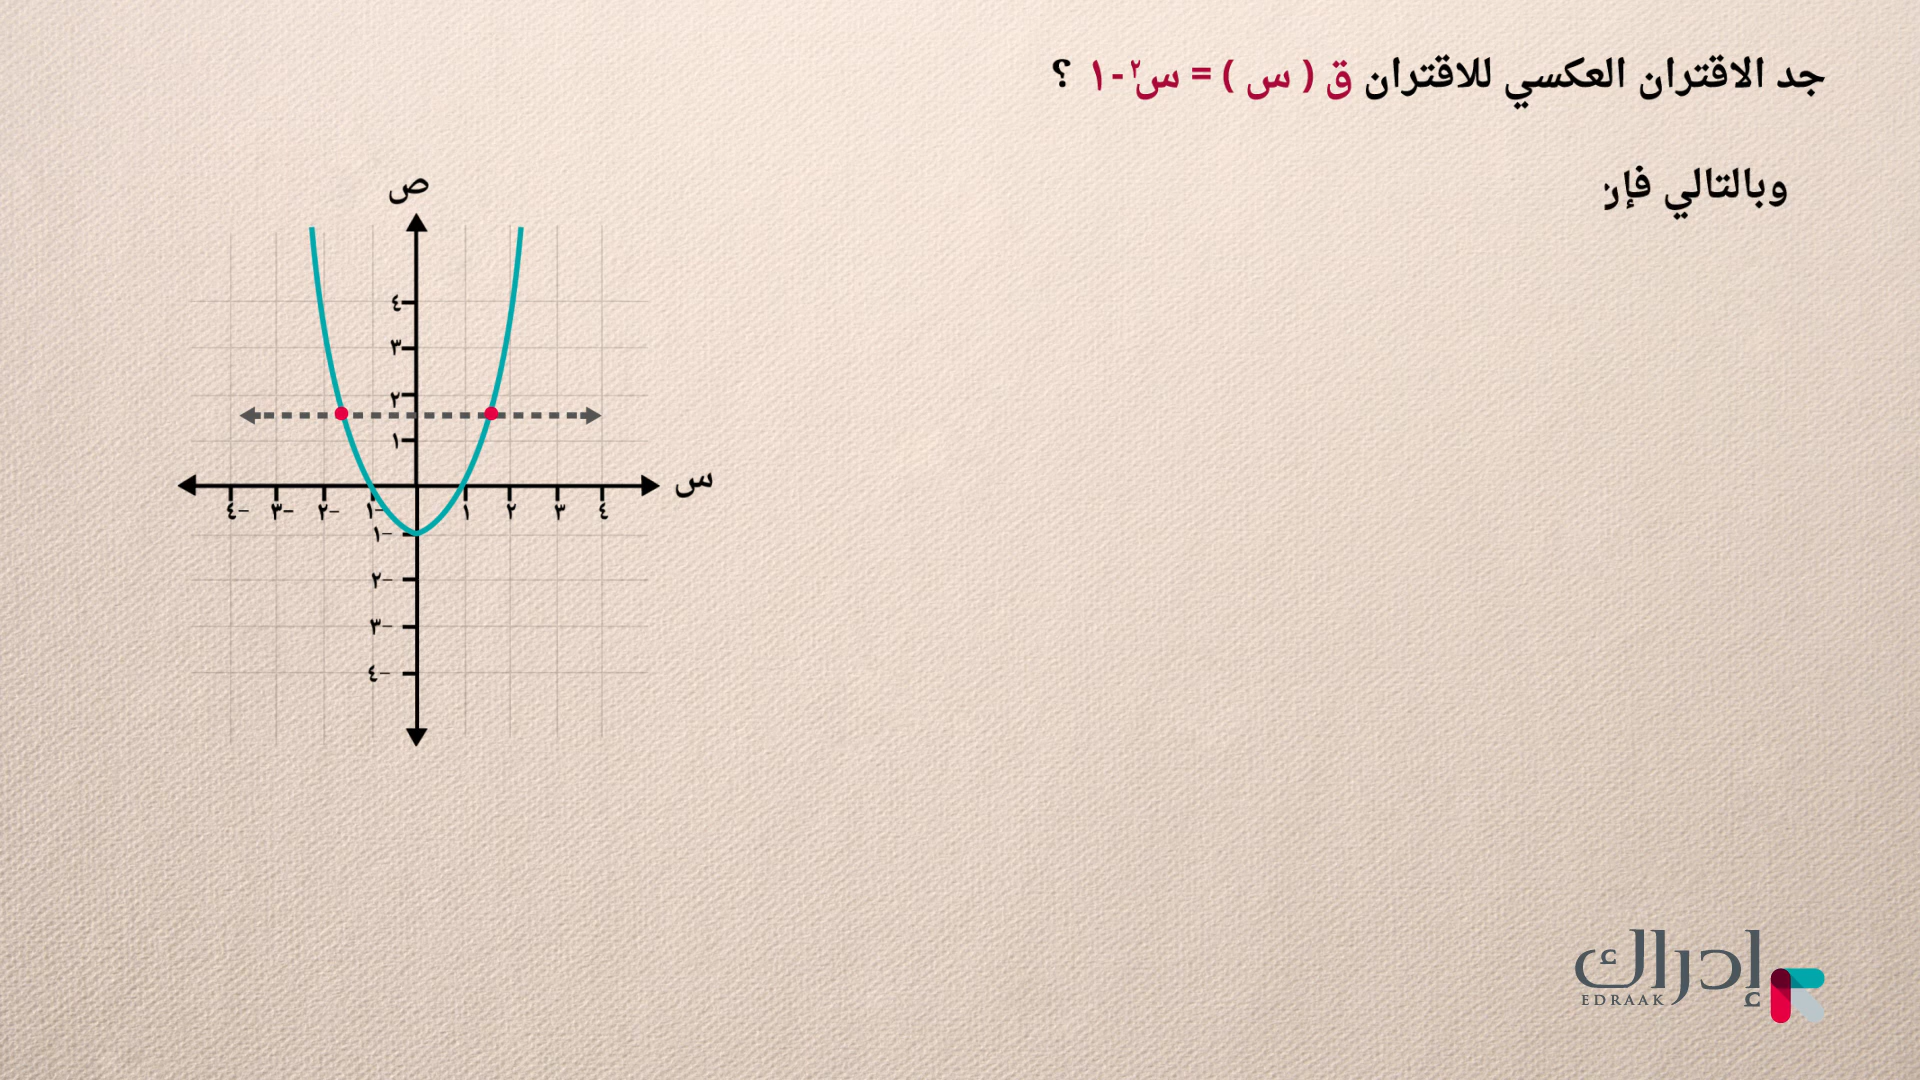 جد الاقتران العكسي للاقتران ق ( س ) = س٢ -١ ؟
وبالتالي فإن
ص
٤
٣
٢
١
س
-٤ -٣ -٢ -١ ١ ٢ ٣ ٤
-١
-٢
-٣
-٤
إدراك
EDRAAK